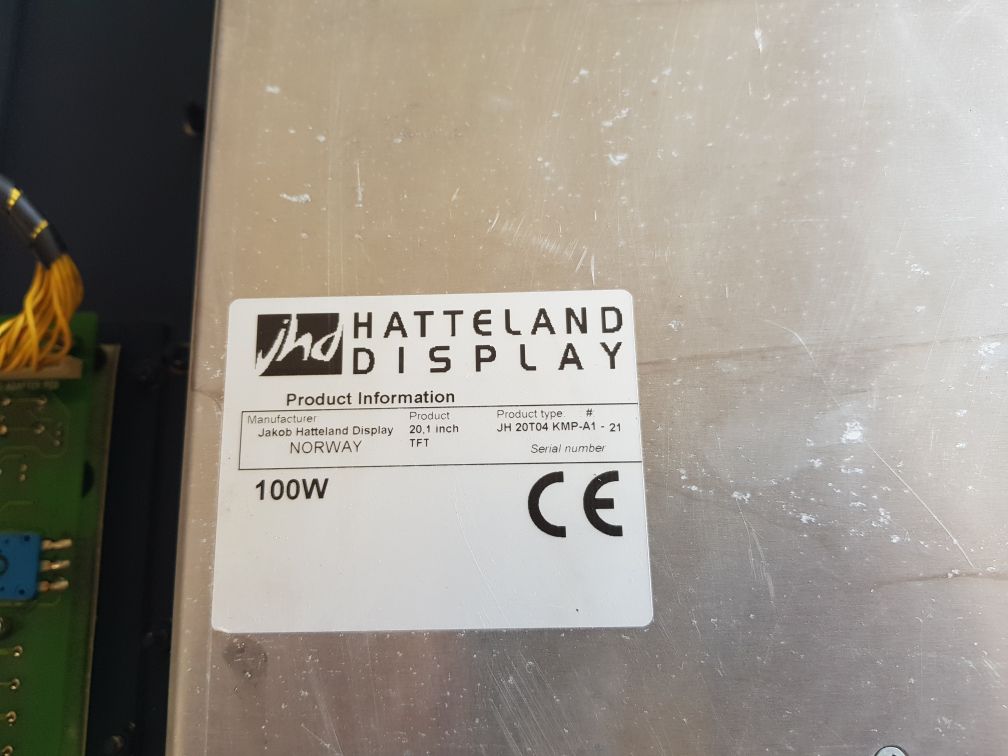 jhd HATTELAND
DISPLAY
Product Information
Manufacturer Product Product type #
Jakob Hatteland Display 20,1 inch JH 20T04 KMP-A1 - 21
NORWAY TFT Serial number
100W
CE